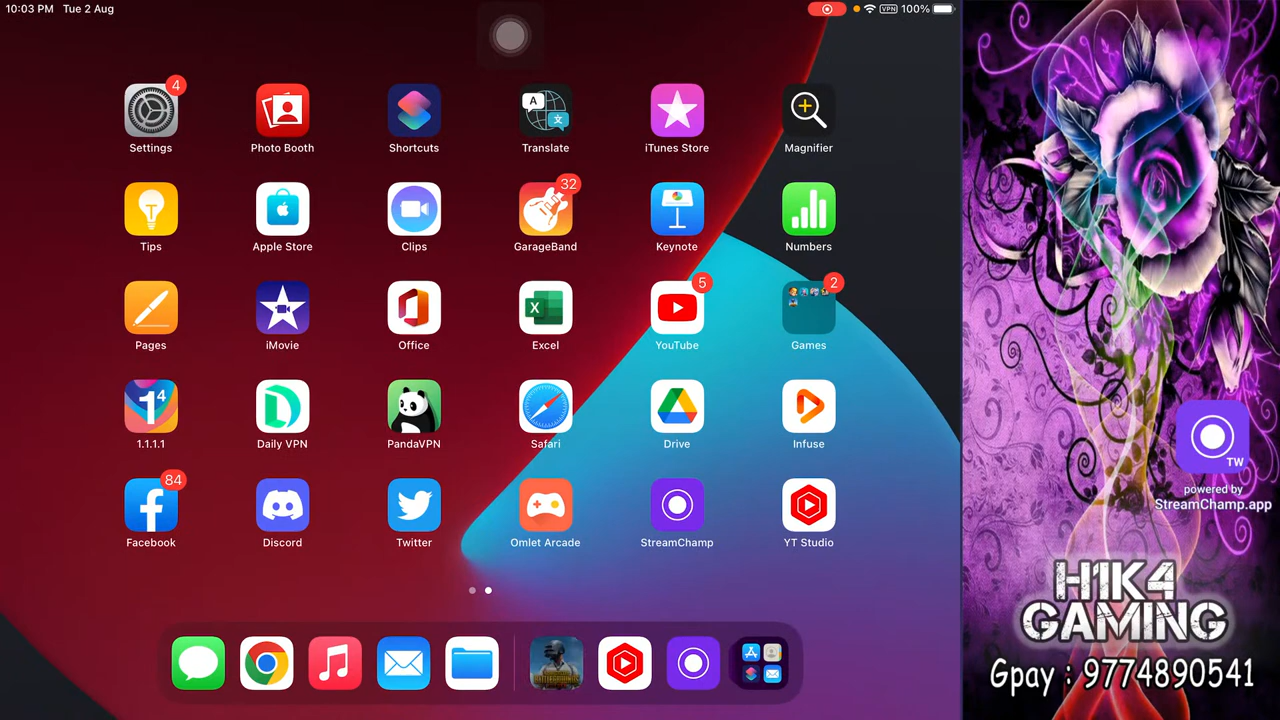 10:03 PM Tue 2 Aug
VPN 100%
4
Settings
Photo Booth
Shortcuts
A 文
Translate
iTunes Store
Magnifier
Tips
Apple Store
Clips
32
GarageBand
Keynote
Numbers
Pages
iMovie
Office
X
Excel
5
YouTube
2
Games
1⁴
1.1.1.1
Daily VPN
PandaVPN
Safari
Drive
Infuse
84
Facebook
Discord
Twitter
Omlet Arcade
StreamChamp
YT Studio
TW
powered by
StreamChamp.app
H1K4
GAMING
Gpay : 9774890541